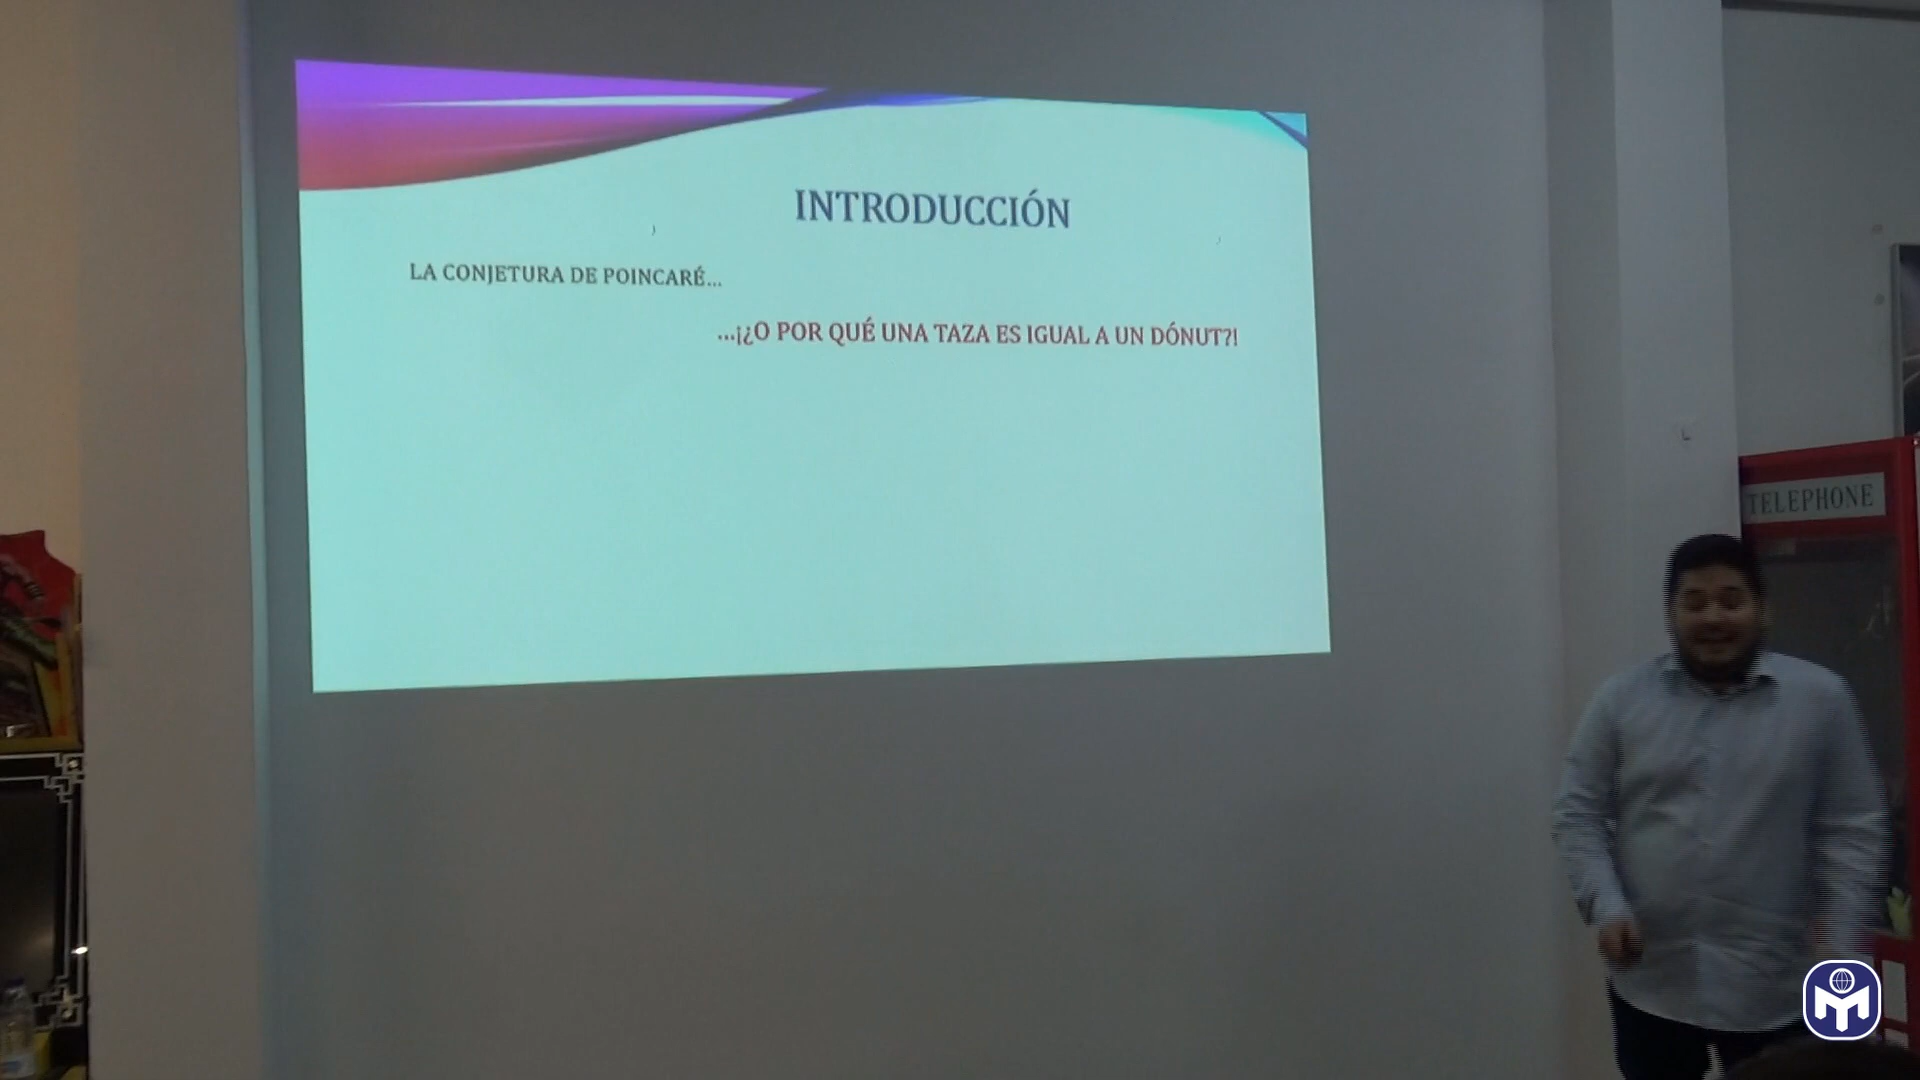 INTRODUCCIÓN
LA CONJETURA DE POINCARÉ...
...¡¿O POR QUÉ UNA TAZA ES IGUAL A UN DÓNUT?!
TELEPHONE